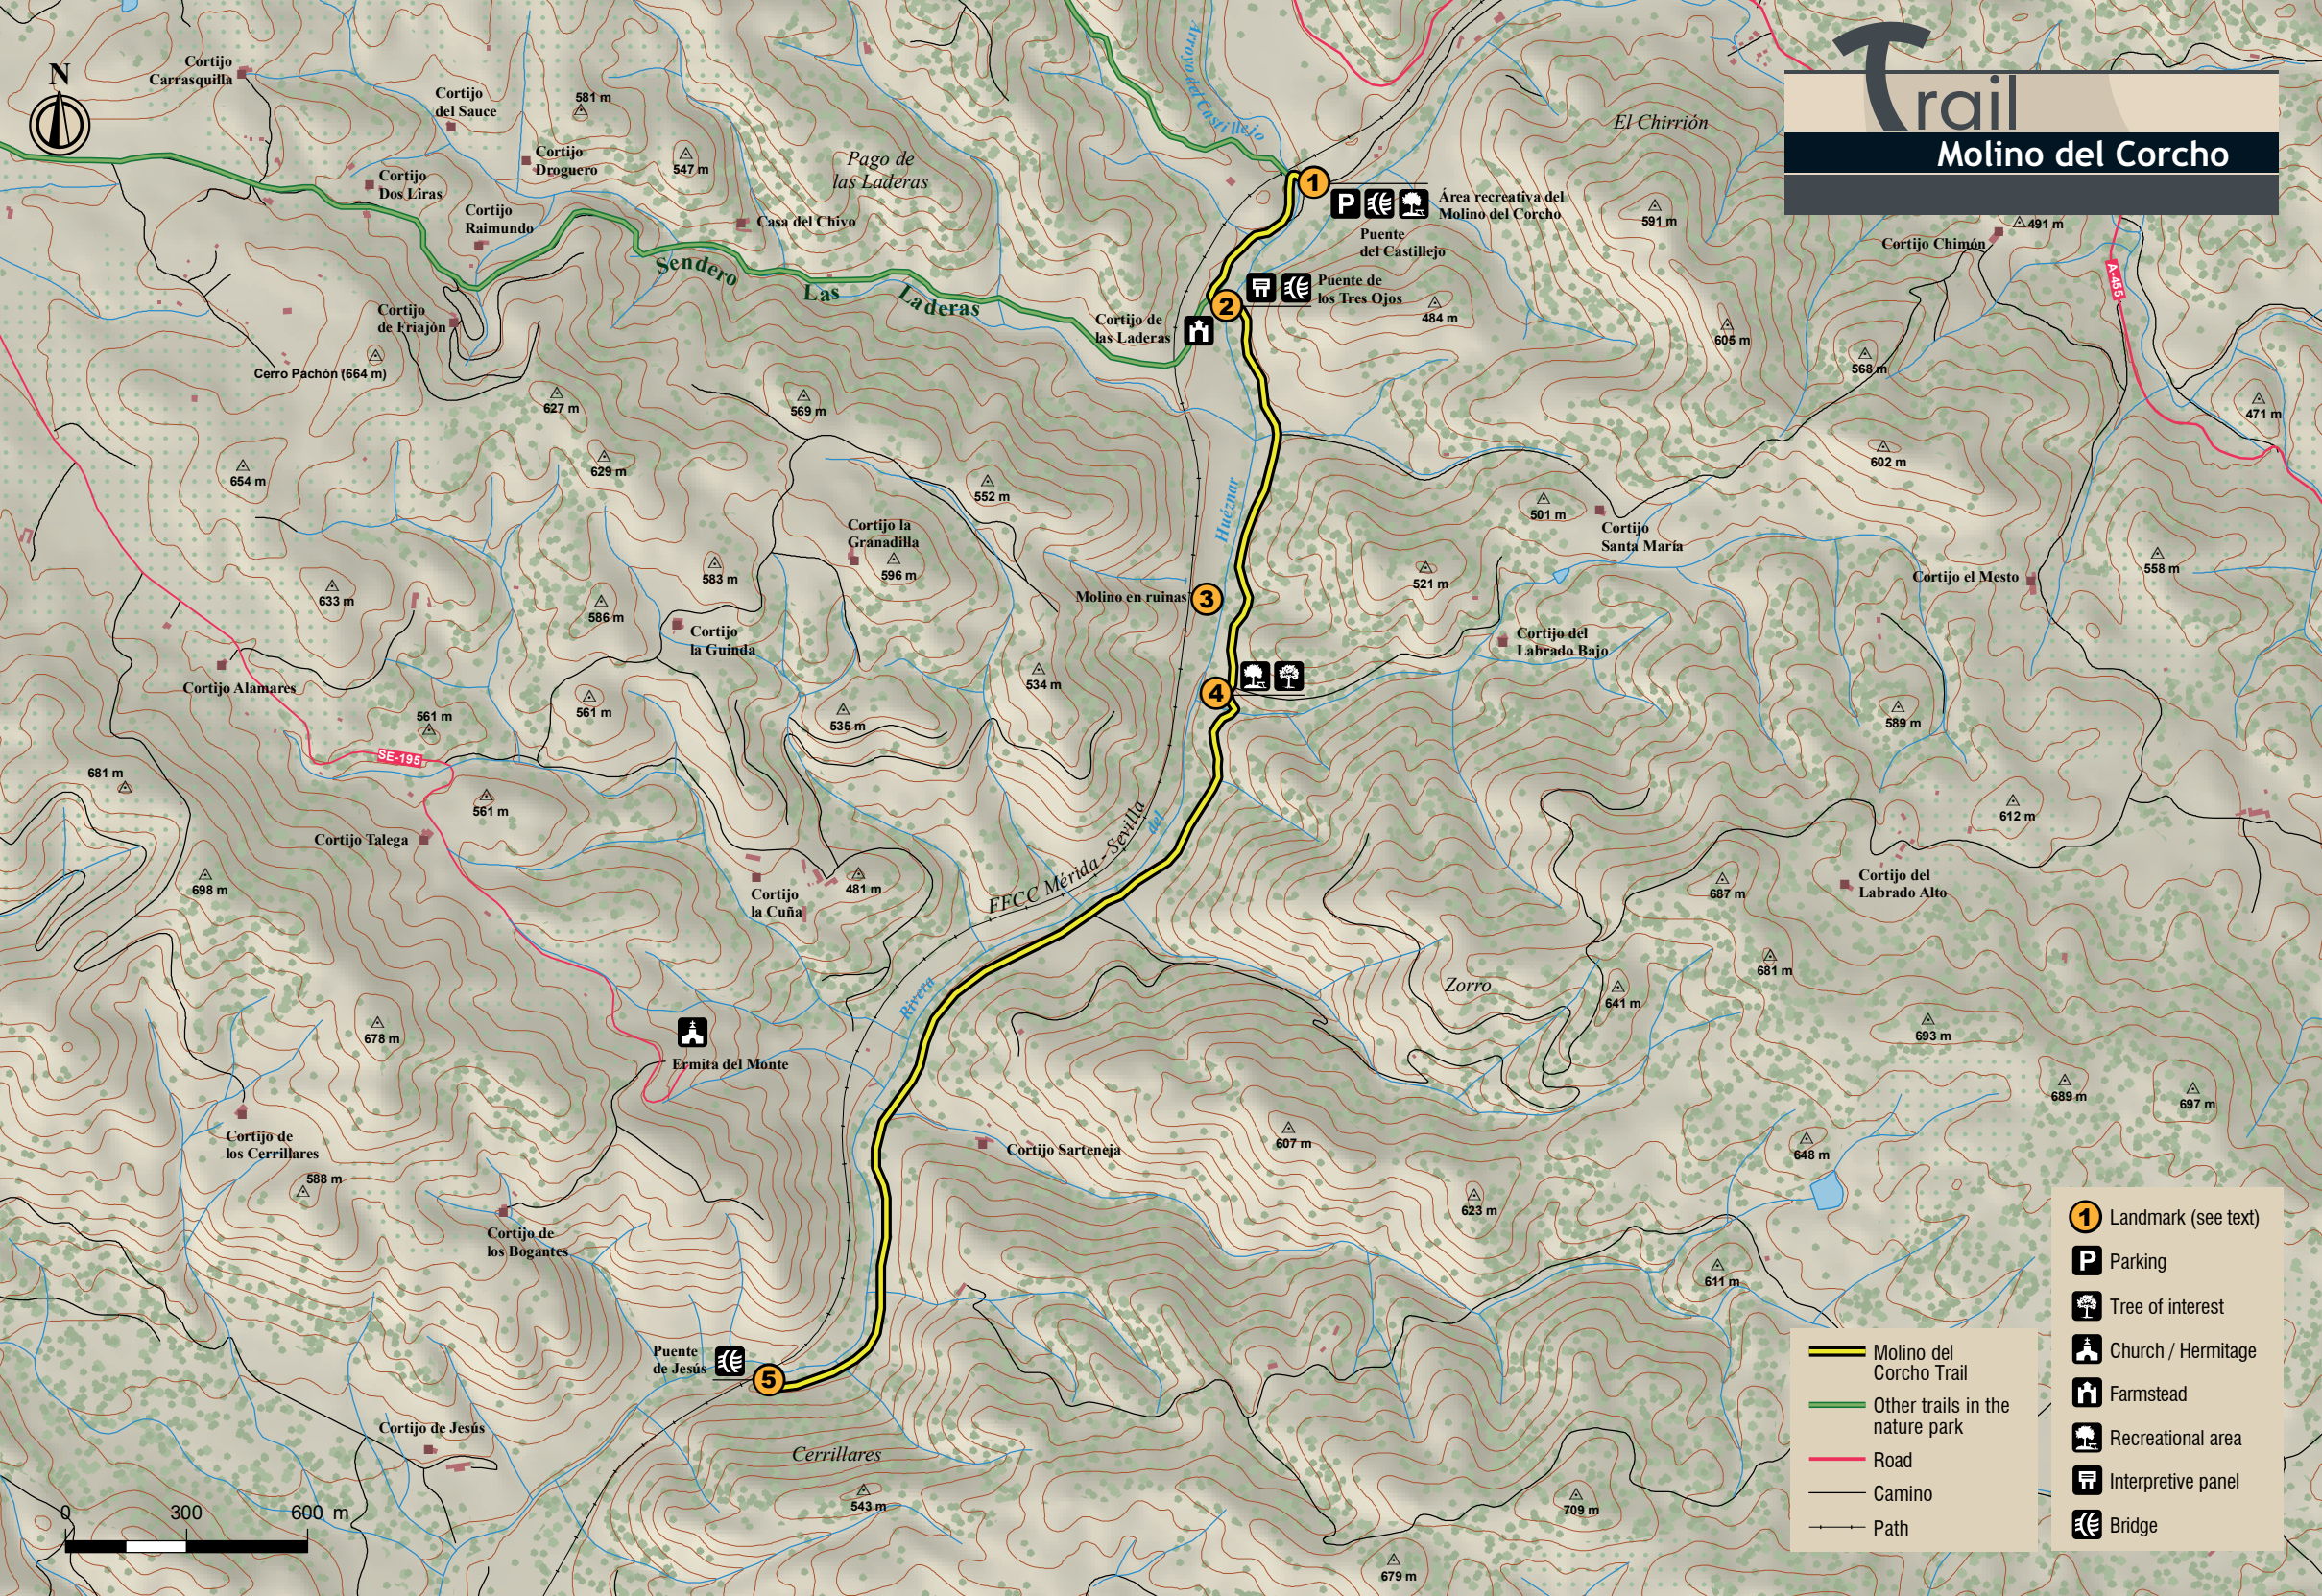 Trail
Molino del Corcho
N
Cortijo
Carrasquilla
Cortijo
del Sauce
581 m
Cortijo
Droguero
547 m
Cortijo
Dos Liras
Cortijo
Raimundo
Casa del Chivo
Pago de
las Laderas
Arroyo del Castillejo
El Chirrión
1
P
Área recreativa del
Molino del Corcho
Puente
del Castillejo
591 m
491 m
Cortijo Chimón
A-455
Sendero Las Laderas
2
Puente de
los Tres Ojos
484 m
605 m
568 m
471 m
Cortijo de
las Laderas
Cortijo
de Friajón
Cerro Pachón (664 m)
627 m
569 m
629 m
654 m
552 m
602 m
501 m
Cortijo
Santa María
Cortijo la
Granadilla
596 m
583 m
586 m
633 m
521 m
558 m
Cortijo el Mesto
Molino en ruinas
3
Huéznar
Cortijo
la Guinda
Cortijo del
Labrado Bajo
534 m
4
Cortijo Alamares
561 m
561 m
535 m
589 m
SE-195
681 m
561 m
612 m
Cortijo Talega
FFCC Mérida - Sevilla
del
698 m
Cortijo
la Cuña
481 m
687 m
Cortijo del
Labrado Alto
681 m
Zorro
641 m
Rivera
678 m
693 m
Ermita del Monte
689 m
697 m
Cortijo de
los Cerrillares
Cortijo Sarteneja
607 m
648 m
588 m
623 m
Cortijo de
los Bogantes
611 m
Puente
de Jesús
5
Cortijo de Jesús
Cerrillares
543 m
709 m
679 m
0 300 600 m
Molino del
Corcho Trail
Other trails in the
nature park
Road
Camino
Path
1 Landmark (see text)
P Parking
Tree of interest
Church / Hermitage
Farmstead
Recreational area
Interpretive panel
Bridge